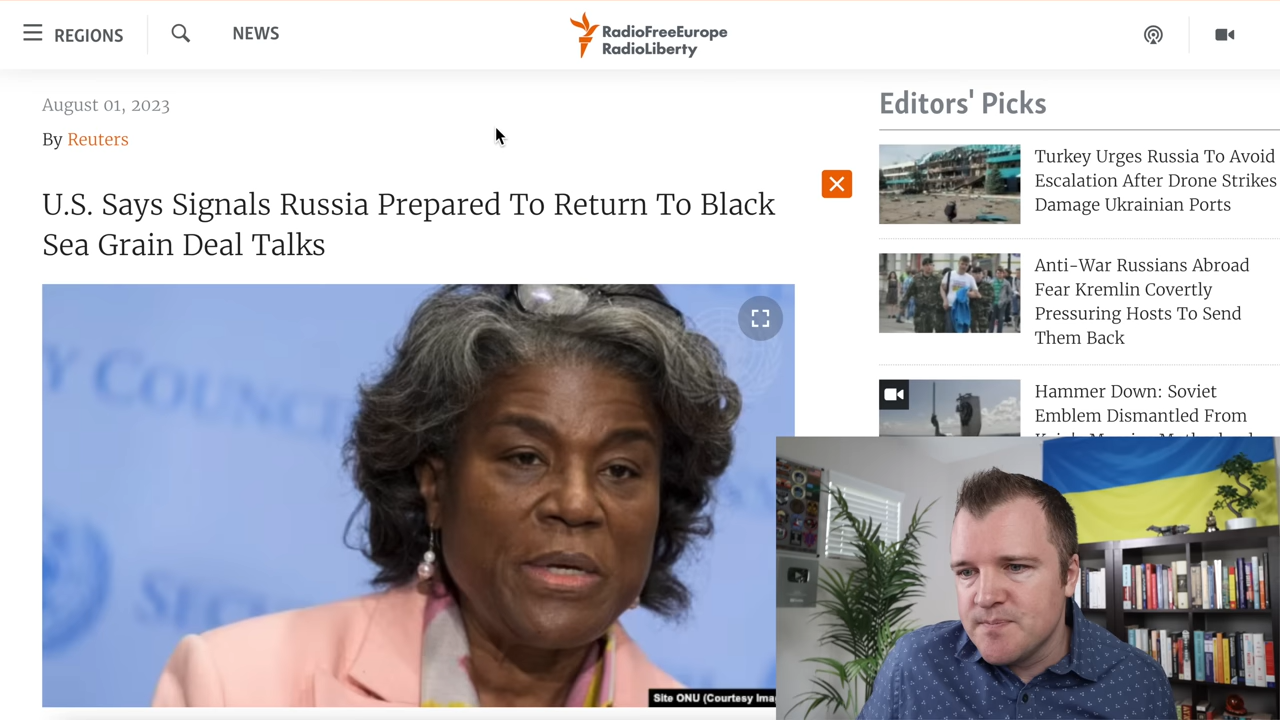 REGIONS
NEWS
RadioFreeEurope
RadioLiberty
August 01, 2023
By Reuters
U.S. Says Signals Russia Prepared To Return To Black
Sea Grain Deal Talks
Y COUNCI
SEC
Site ONU (Courtesy Ima
Editors' Picks
Turkey Urges Russia To Avoid
Escalation After Drone Strikes
Damage Ukrainian Ports
Anti-War Russians Abroad
Fear Kremlin Covertly
Pressuring Hosts To Send
Them Back
Hammer Down: Soviet
Emblem Dismantled From